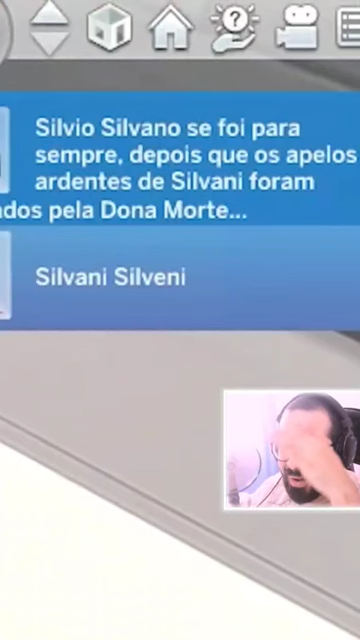 Silvio Silvano se foi para
sempre, depois que os apelos
ardentes de Silvani foram
ados pela Dona Morte...
Silvani Silveni